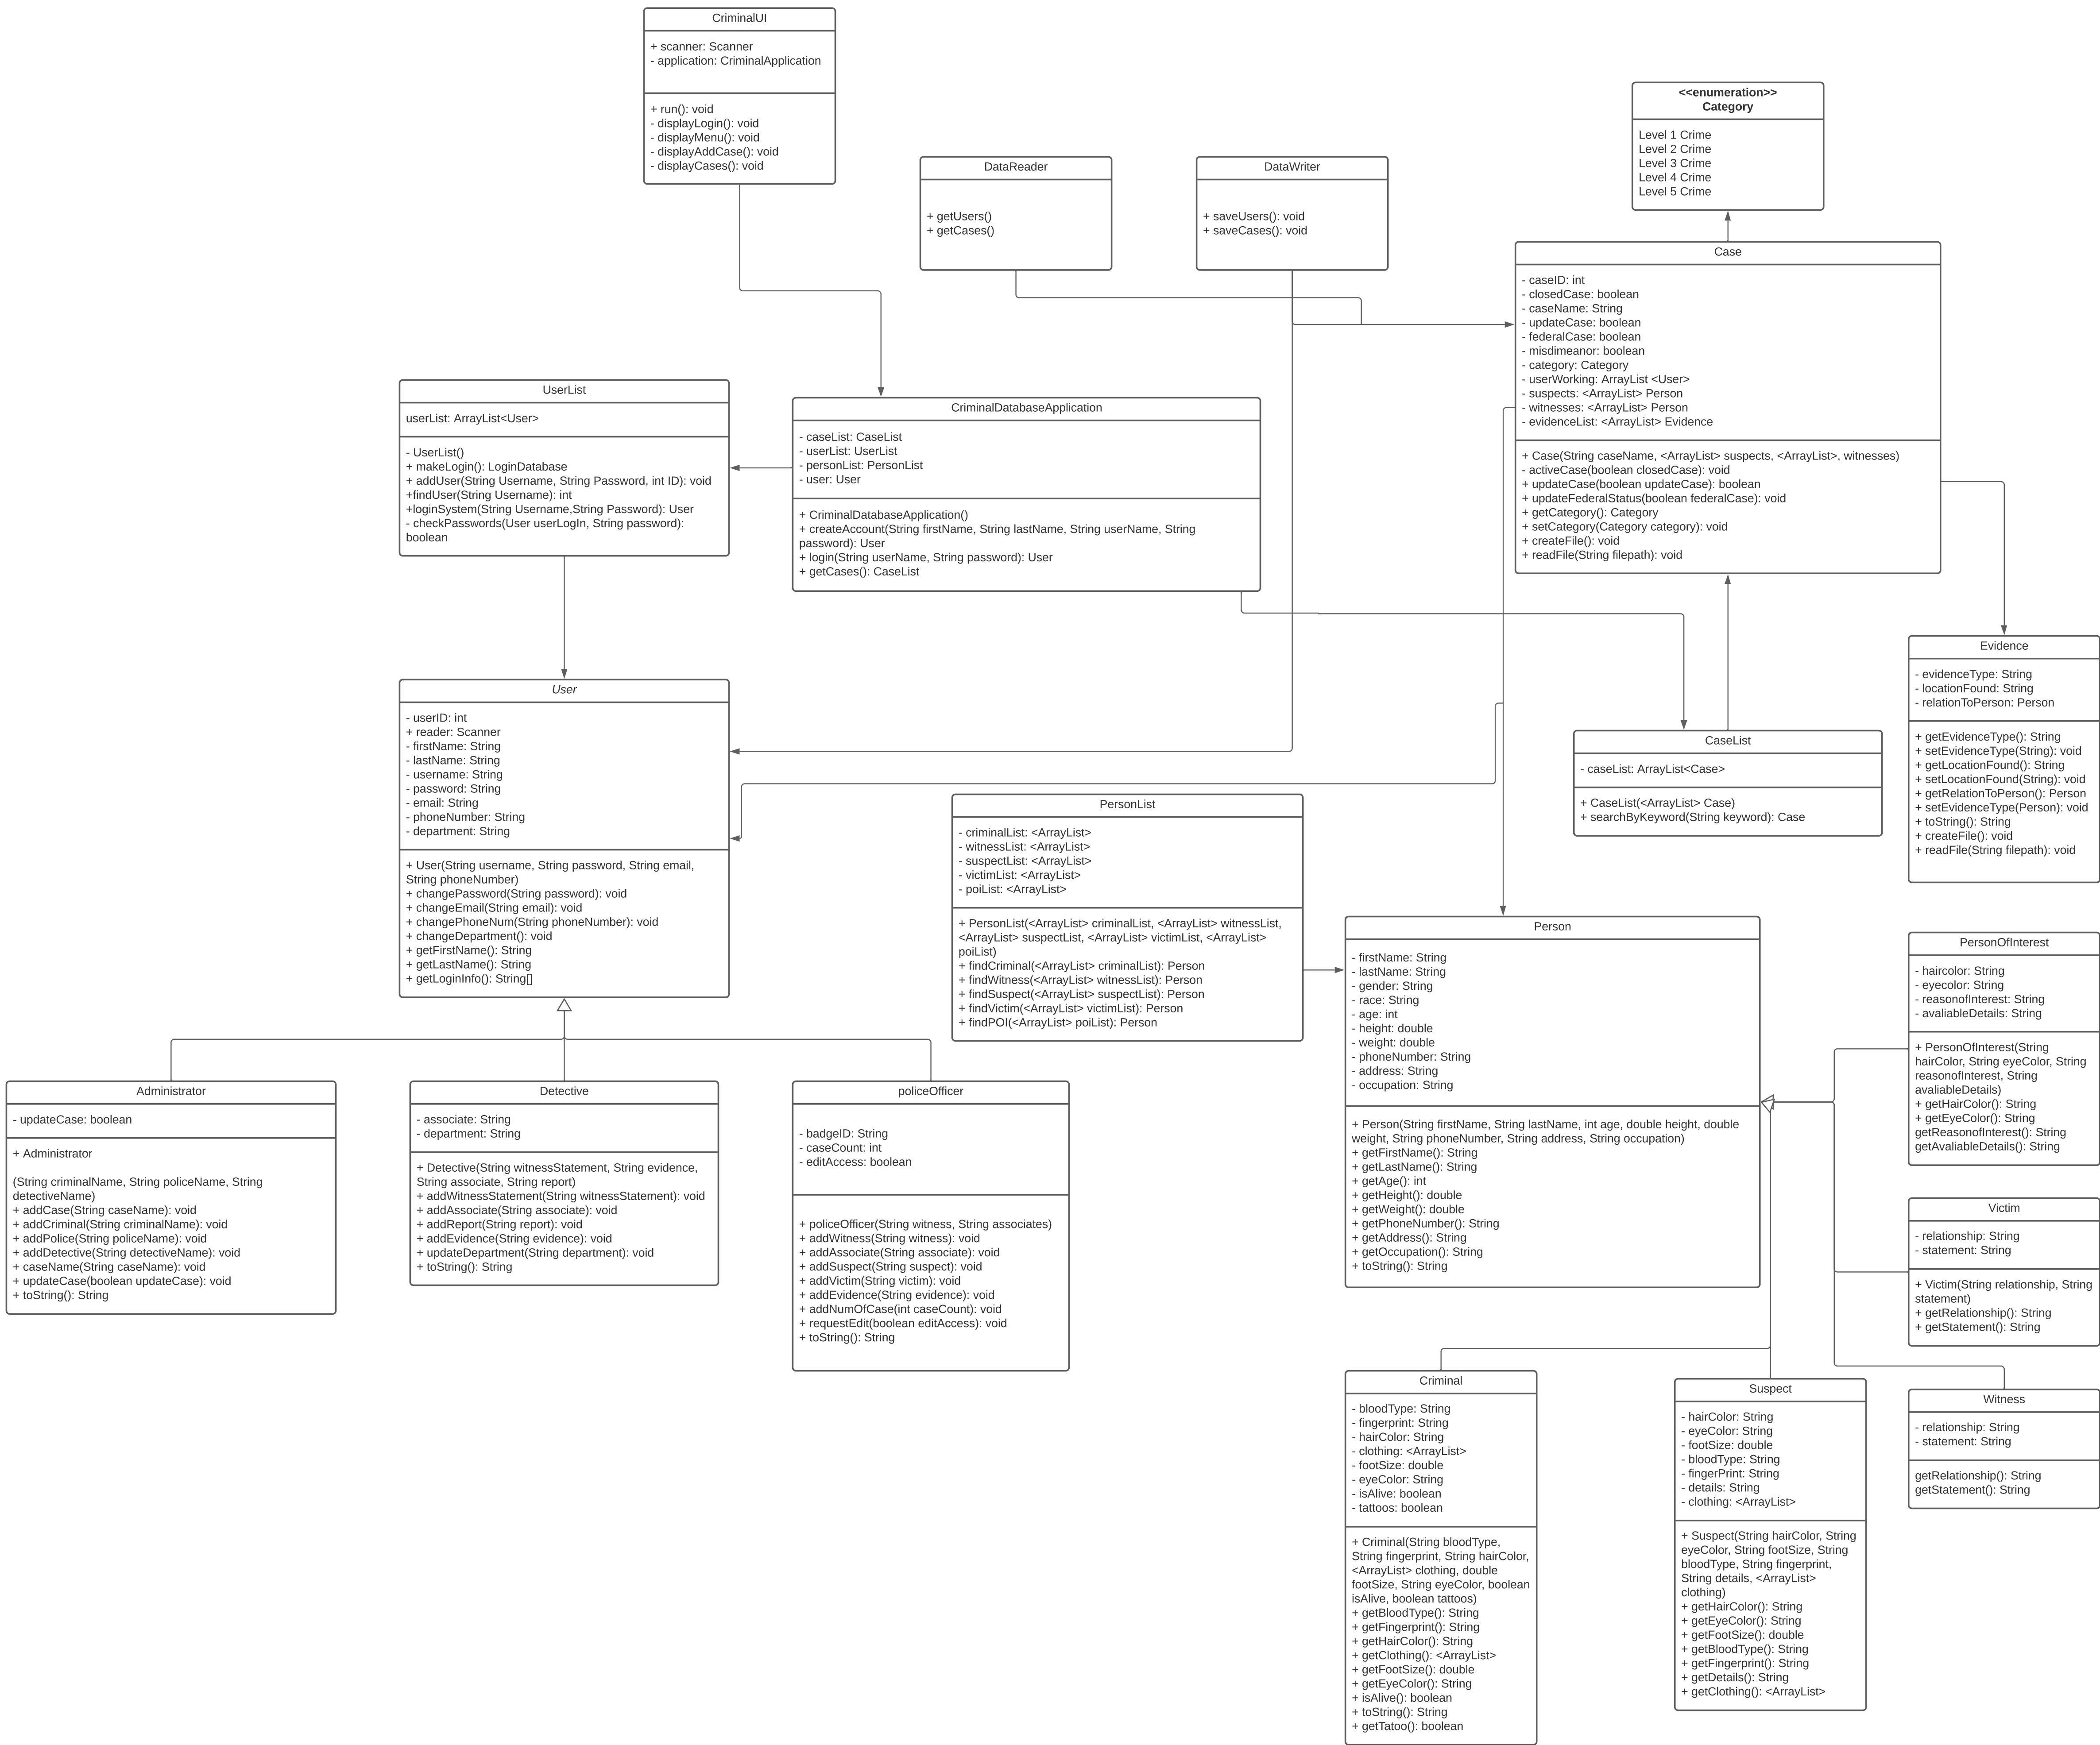 CriminalUI
+ scanner: Scanner
- application: CriminalApplication
+ run(): void
- displayLogin(): void
- displayMenu(): void
- displayAddCase(): void
- displayCases(): void
<<enumeration>>
Category
Level 1 Crime
Level 2 Crime
Level 3 Crime
Level 4 Crime
Level 5 Crime
DataReader
+ getUsers()
+ getCases()
DataWriter
+ saveUsers(): void
+ saveCases(): void
Case
- caseID: int
- closedCase: boolean
- caseName: String
- updateCase: boolean
- federalCase: boolean
- misdimeanor: boolean
- category: Category
- userWorking: ArrayList <User>
- suspects: <ArrayList> Person
- witnesses: <ArrayList> Person
- evidenceList: <ArrayList> Evidence
+ Case(String caseName, <ArrayList> suspects, <ArrayList>, witnesses)
- activeCase(boolean closedCase): void
+ updateCase(boolean updateCase): boolean
+ updateFederalStatus(boolean federalCase): void
+ getCategory(): Category
+ setCategory(Category category): void
+ createFile(): void
+ readFile(String filepath): void
UserList
userList: ArrayList<User>
- UserList()
+ makeLogin(): LoginDatabase
+ addUser(String Username, String Password, int ID): void
+findUser(String Username): int
+loginSystem(String Username,String Password): User
- checkPasswords(User userLogIn, String password):
boolean
CriminalDatabaseApplication
- caseList: CaseList
- userList: UserList
- personList: PersonList
- user: User
+ CriminalDatabaseApplication()
+ createAccount(String firstName, String lastName, String userName, String
password): User
+ login(String userName, String password): User
+ getCases(): CaseList
Evidence
- evidenceType: String
- locationFound: String
- relationToPerson: Person
+ getEvidenceType(): String
+ setEvidenceType(String): void
+ getLocationFound(): String
+ setLocationFound(String): void
+ getRelationToPerson(): Person
+ setEvidenceType(Person): void
+ toString(): String
+ createFile(): void
+ readFile(String filepath): void
User
- userID: int
+ reader: Scanner
- firstName: String
- lastName: String
- username: String
- password: String
- email: String
- phoneNumber: String
- department: String
+ User(String username, String password, String email,
String phoneNumber)
+ changePassword(String password): void
+ changeEmail(String email): void
+ changePhoneNum(String phoneNumber): void
+ changeDepartment(): void
+ getFirstName(): String
+ getLastName(): String
+ getLoginInfo(): String[]
CaseList
- caseList: ArrayList<Case>
+ CaseList(<ArrayList> Case)
+ searchByKeyword(String keyword): Case
PersonList
- criminalList: <ArrayList>
- witnessList: <ArrayList>
- suspectList: <ArrayList>
- victimList: <ArrayList>
- poiList: <ArrayList>
+ PersonList(<ArrayList> criminalList, <ArrayList> witnessList,
<ArrayList> suspectList, <ArrayList> victimList, <ArrayList>
poiList)
+ findCriminal(<ArrayList> criminalList): Person
+ findWitness(<ArrayList> witnessList): Person
+ findSuspect(<ArrayList> suspectList): Person
+ findVictim(<ArrayList> victimList): Person
+ findPOI(<ArrayList> poiList): Person
Person
- firstName: String
- lastName: String
- gender: String
- race: String
- age: int
- height: double
- weight: double
- phoneNumber: String
- address: String
- occupation: String
+ Person(String firstName, String lastName, int age, double height, double
weight, String phoneNumber, String address, String occupation)
+ getFirstName(): String
+ getLastName(): String
+ getAge(): int
+ getHeight(): double
+ getWeight(): double
+ getPhoneNumber(): String
+ getAddress(): String
+ getOccupation(): String
+ toString(): String
PersonOfInterest
- haircolor: String
- eyecolor: String
- reasonofInterest: String
- avaliableDetails: String
+ PersonOfInterest(String
hairColor, String eyeColor, String
reasonofInterest, String
avaliableDetails)
+ getHairColor(): String
+ getEyeColor(): String
getReasonofInterest(): String
getAvaliableDetails(): String
Administrator
- updateCase: boolean
+ Administrator
(String criminalName, String policeName, String
detectiveName)
+ addCase(String caseName): void
+ addCriminal(String criminalName): void
+ addPolice(String policeName): void
+ addDetective(String detectiveName): void
+ caseName(String caseName): void
+ updateCase(boolean updateCase): void
+ toString(): String
Detective
- associate: String
- department: String
+ Detective(String witnessStatement, String evidence,
String associate, String report)
+ addWitnessStatement(String witnessStatement): void
+ addAssociate(String associate): void
+ addReport(String report): void
+ addEvidence(String evidence): void
+ updateDepartment(String department): void
+ toString(): String
policeOfficer
- badgeID: String
- caseCount: int
- editAccess: boolean
+ policeOfficer(String witness, String associates)
+ addWitness(String witness): void
+ addAssociate(String associate): void
+ addSuspect(String suspect): void
+ addVictim(String victim): void
+ addEvidence(String evidence): void
+ addNumOfCase(int caseCount): void
+ requestEdit(boolean editAccess): void
+ toString(): String
Victim
- relationship: String
- statement: String
+ Victim(String relationship, String
statement)
+ getRelationship(): String
+ getStatement(): String
Criminal
- bloodType: String
- fingerprint: String
- hairColor: String
- clothing: <ArrayList>
- footSize: double
- eyeColor: String
- isAlive: boolean
- tattoos: boolean
+ Criminal(String bloodType,
String fingerprint, String hairColor,
<ArrayList> clothing, double
footSize, String eyeColor, boolean
isAlive, boolean tattoos)
+ getBloodType(): String
+ getFingerprint(): String
+ getHairColor(): String
+ getClothing(): <ArrayList>
+ getFootSize(): double
+ getEyeColor(): String
+ isAlive(): boolean
+ toString(): String
+ getTatoo(): boolean
Suspect
- hairColor: String
- eyeColor: String
- footSize: double
- bloodType: String
- fingerPrint: String
- details: String
- clothing: <ArrayList>
+ Suspect(String hairColor, String
eyeColor, String footSize, String
bloodType, String fingerprint,
String details, <ArrayList>
clothing)
+ getHairColor(): String
+ getEyeColor(): String
+ getFootSize(): double
+ getBloodType(): String
+ getFingerprint(): String
+ getDetails(): String
+ getClothing(): <ArrayList>
Witness
- relationship: String
- statement: String
getRelationship(): String
getStatement(): String